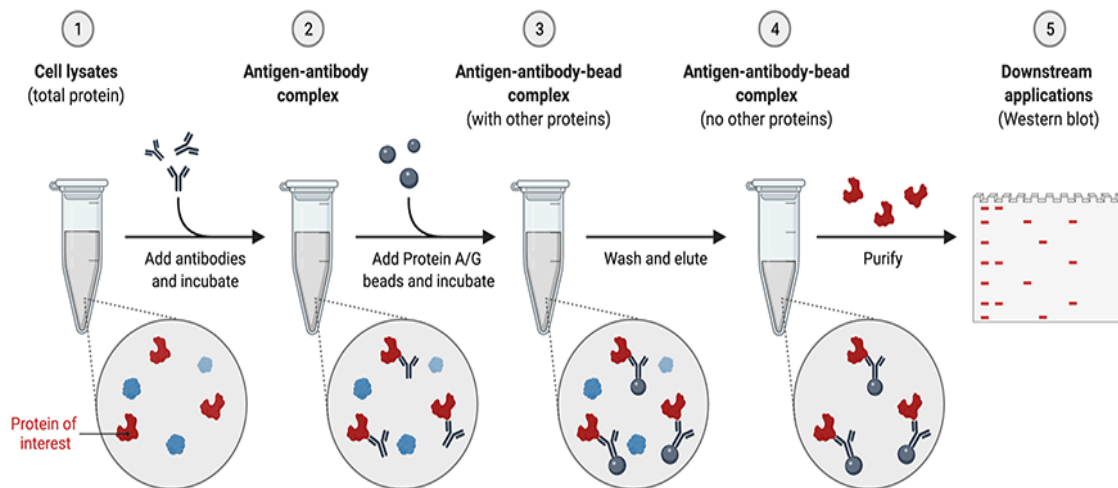 1
Cell lysates
(total protein)
2
Antigen-antibody
complex
3
Antigen-antibody-bead
complex
(with other proteins)
4
Antigen-antibody-bead
complex
(no other proteins)
5
Downstream
applications
(Western blot)
Add antibodies
and incubate
Add Protein A/G
beads and incubate
Wash and elute
Purify
Protein of
interest